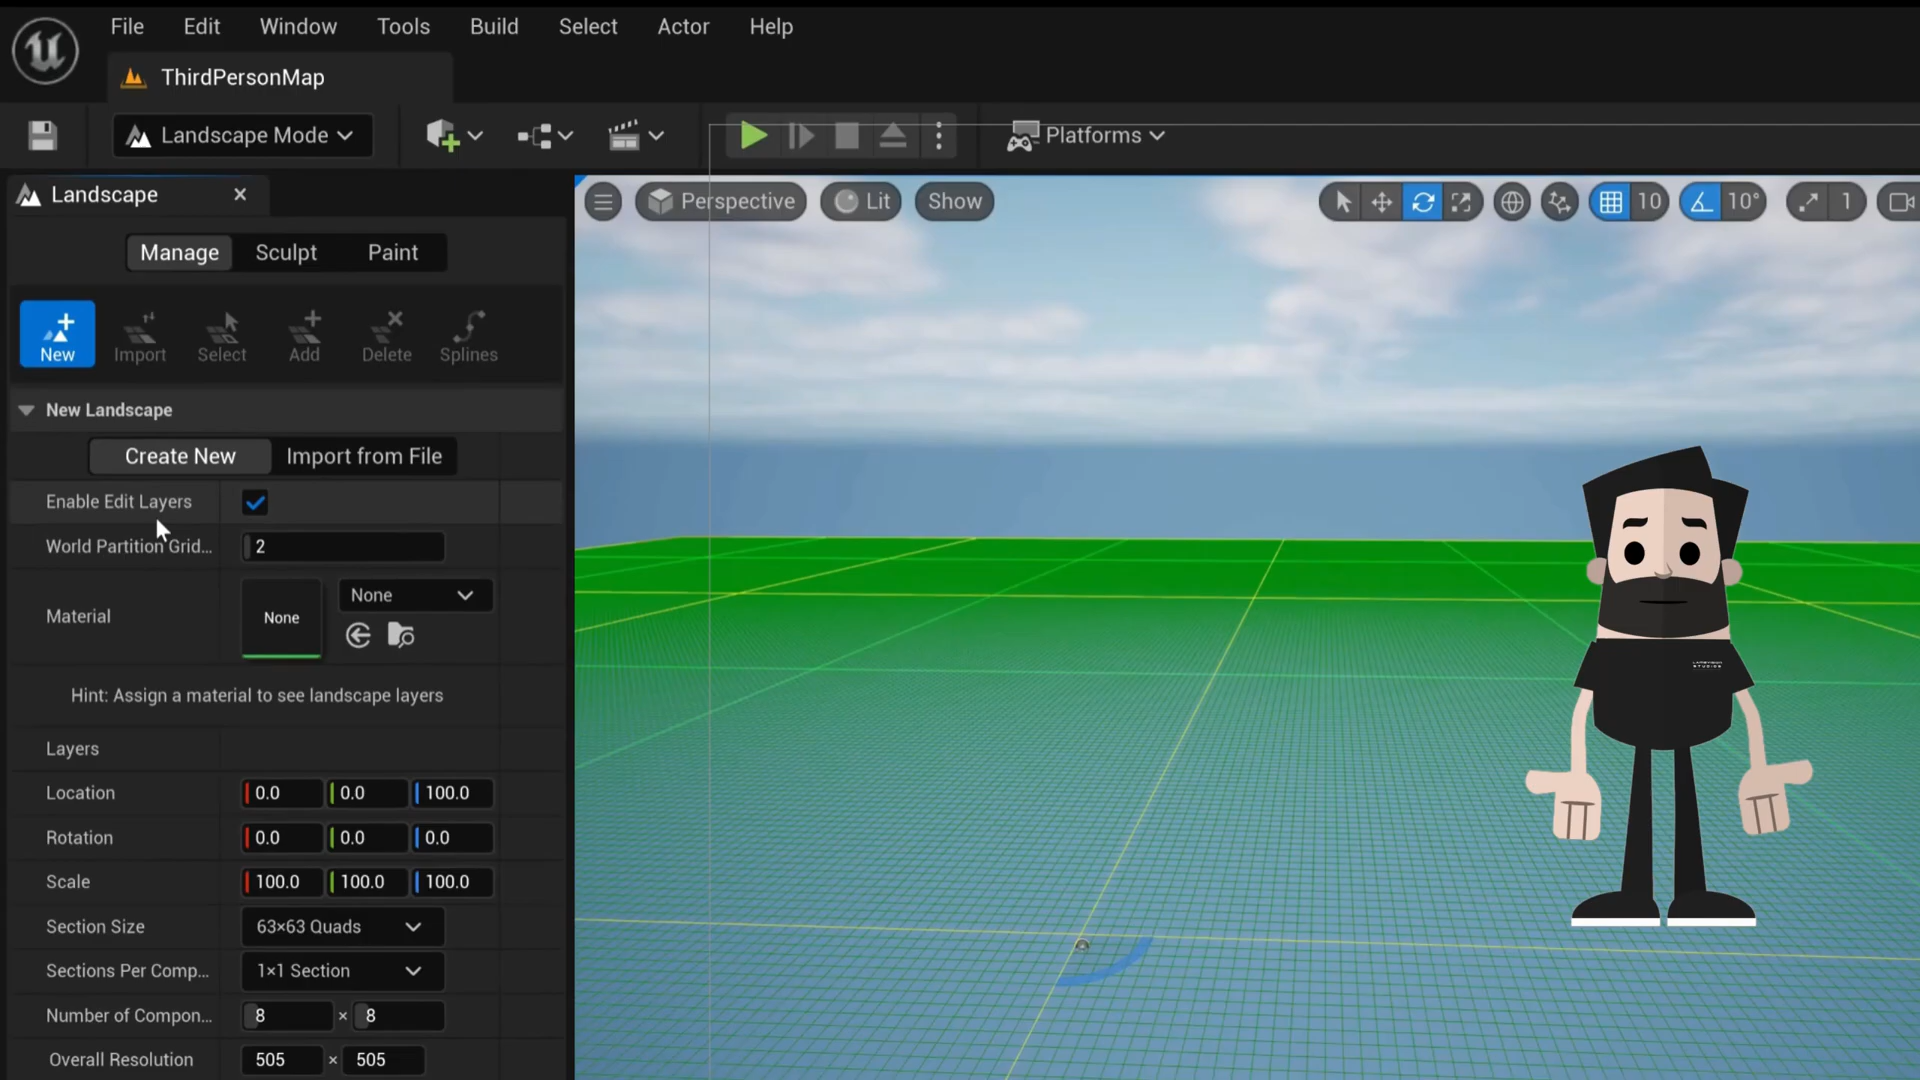 File Edit Window Tools Build Select Actor Help
ThirdPersonMap
Landscape Mode Platforms
Landscape
Perspective Lit Show 10 10° 1
Manage Sculpt Paint
New Import Select Add Delete Splines
New Landscape
Create New Import from File
Enable Edit Layers
World Partition Grid... 2
Material None None
Hint: Assign a material to see landscape layers
Layers
Location 0.0 0.0 100.0
Rotation 0.0 0.0 0.0
Scale 100.0 100.0 100.0
Section Size 63×63 Quads
Sections Per Comp... 1×1 Section
Number of Compon... 8 × 8
Overall Resolution 505 × 505